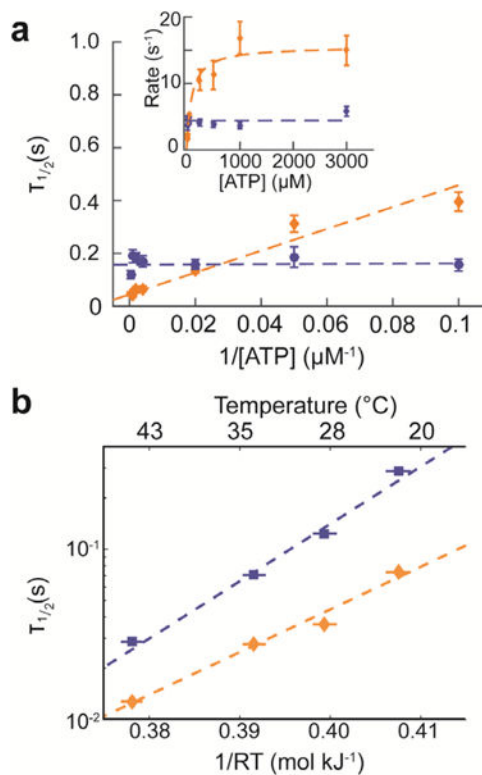 a
20
15
10
5
0
Rate (s⁻¹)
0 1000 2000 3000
[ATP] (µM)
1.0
0.8
0.6
0.4
0.2
0
T1/2(s)
0 0.02 0.04 0.06 0.08 0.1
1/[ATP] (µM⁻¹)
b
Temperature (°C)
43 35 28 20
10⁻¹
10⁻²
T1/2(s)
0.38 0.39 0.40 0.41
1/RT (mol kJ⁻¹)